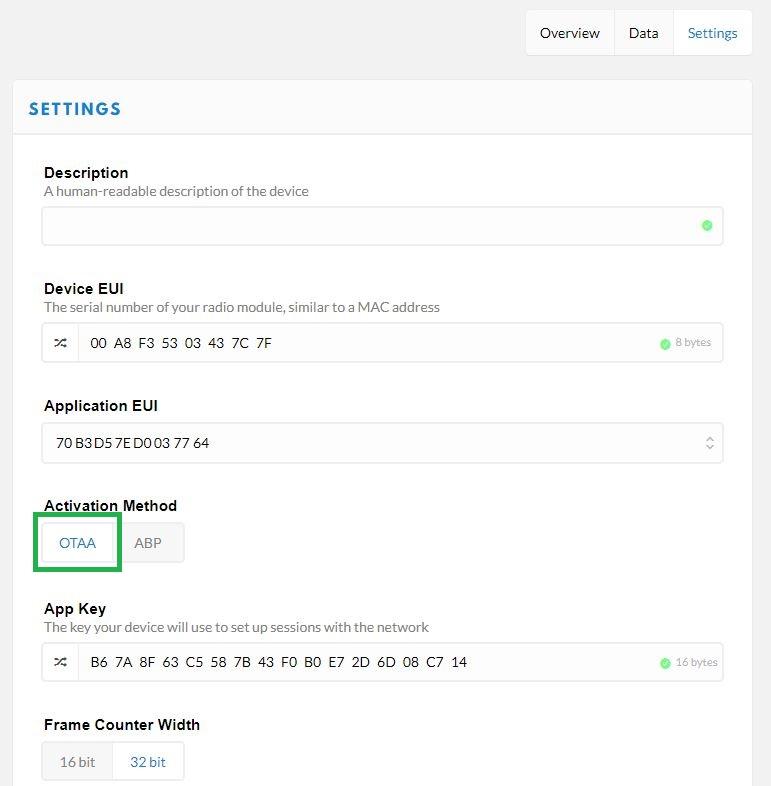 Overview Data Settings
SETTINGS
Description
A human-readable description of the device
Device EUI
The serial number of your radio module, similar to a MAC address
00 A8 F3 53 03 43 7C 7F 8 bytes
Application EUI
70 B3 D5 7E D0 03 77 64
Activation Method
OTAA ABP
App Key
The key your device will use to set up sessions with the network
B6 7A 8F 63 C5 58 7B 43 F0 B0 E7 2D 6D 08 C7 14 16 bytes
Frame Counter Width
16 bit 32 bit